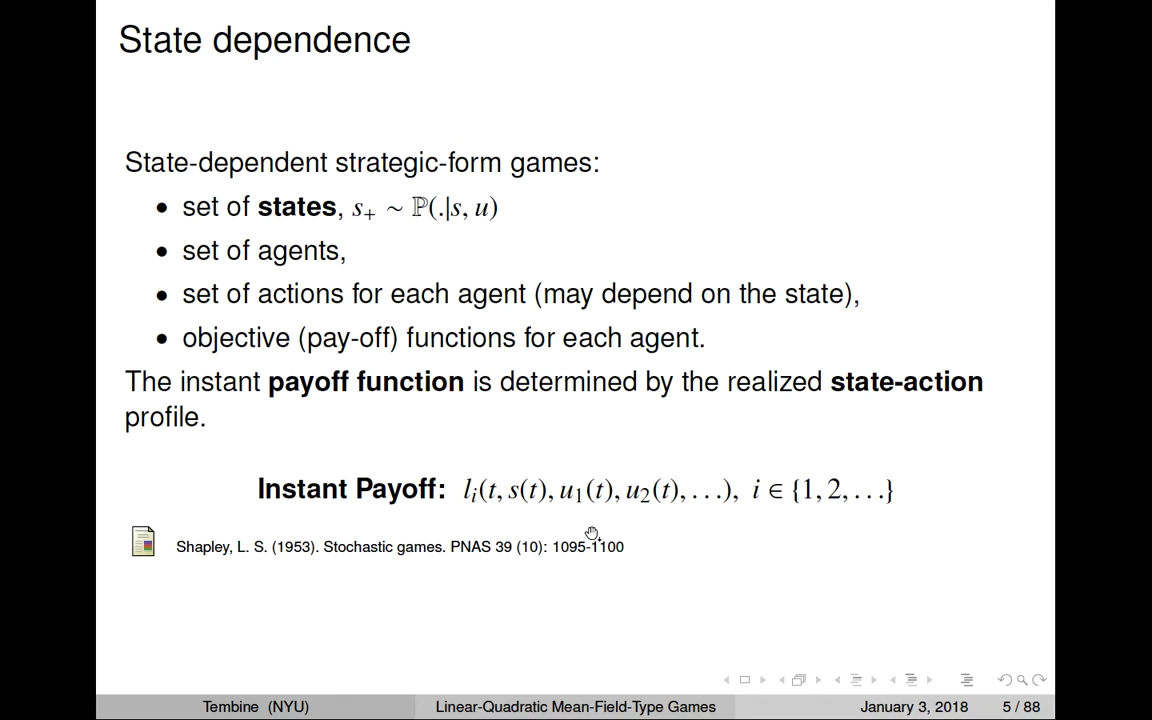 State dependence
State-dependent strategic-form games:
• set of states, s₊ ∼ ℙ(.|s, u)
• set of agents,
• set of actions for each agent (may depend on the state),
• objective (pay-off) functions for each agent.
The instant payoff function is determined by the realized state-action
profile.
Instant Payoff: lᵢ(t, s(t), u₁(t), u₂(t), . . .), i ∈ {1, 2, . . .}
Shapley, L. S. (1953). Stochastic games. PNAS 39 (10): 1095-1100
Tembine (NYU) Linear-Quadratic Mean-Field-Type Games January 3, 2018 5 / 88